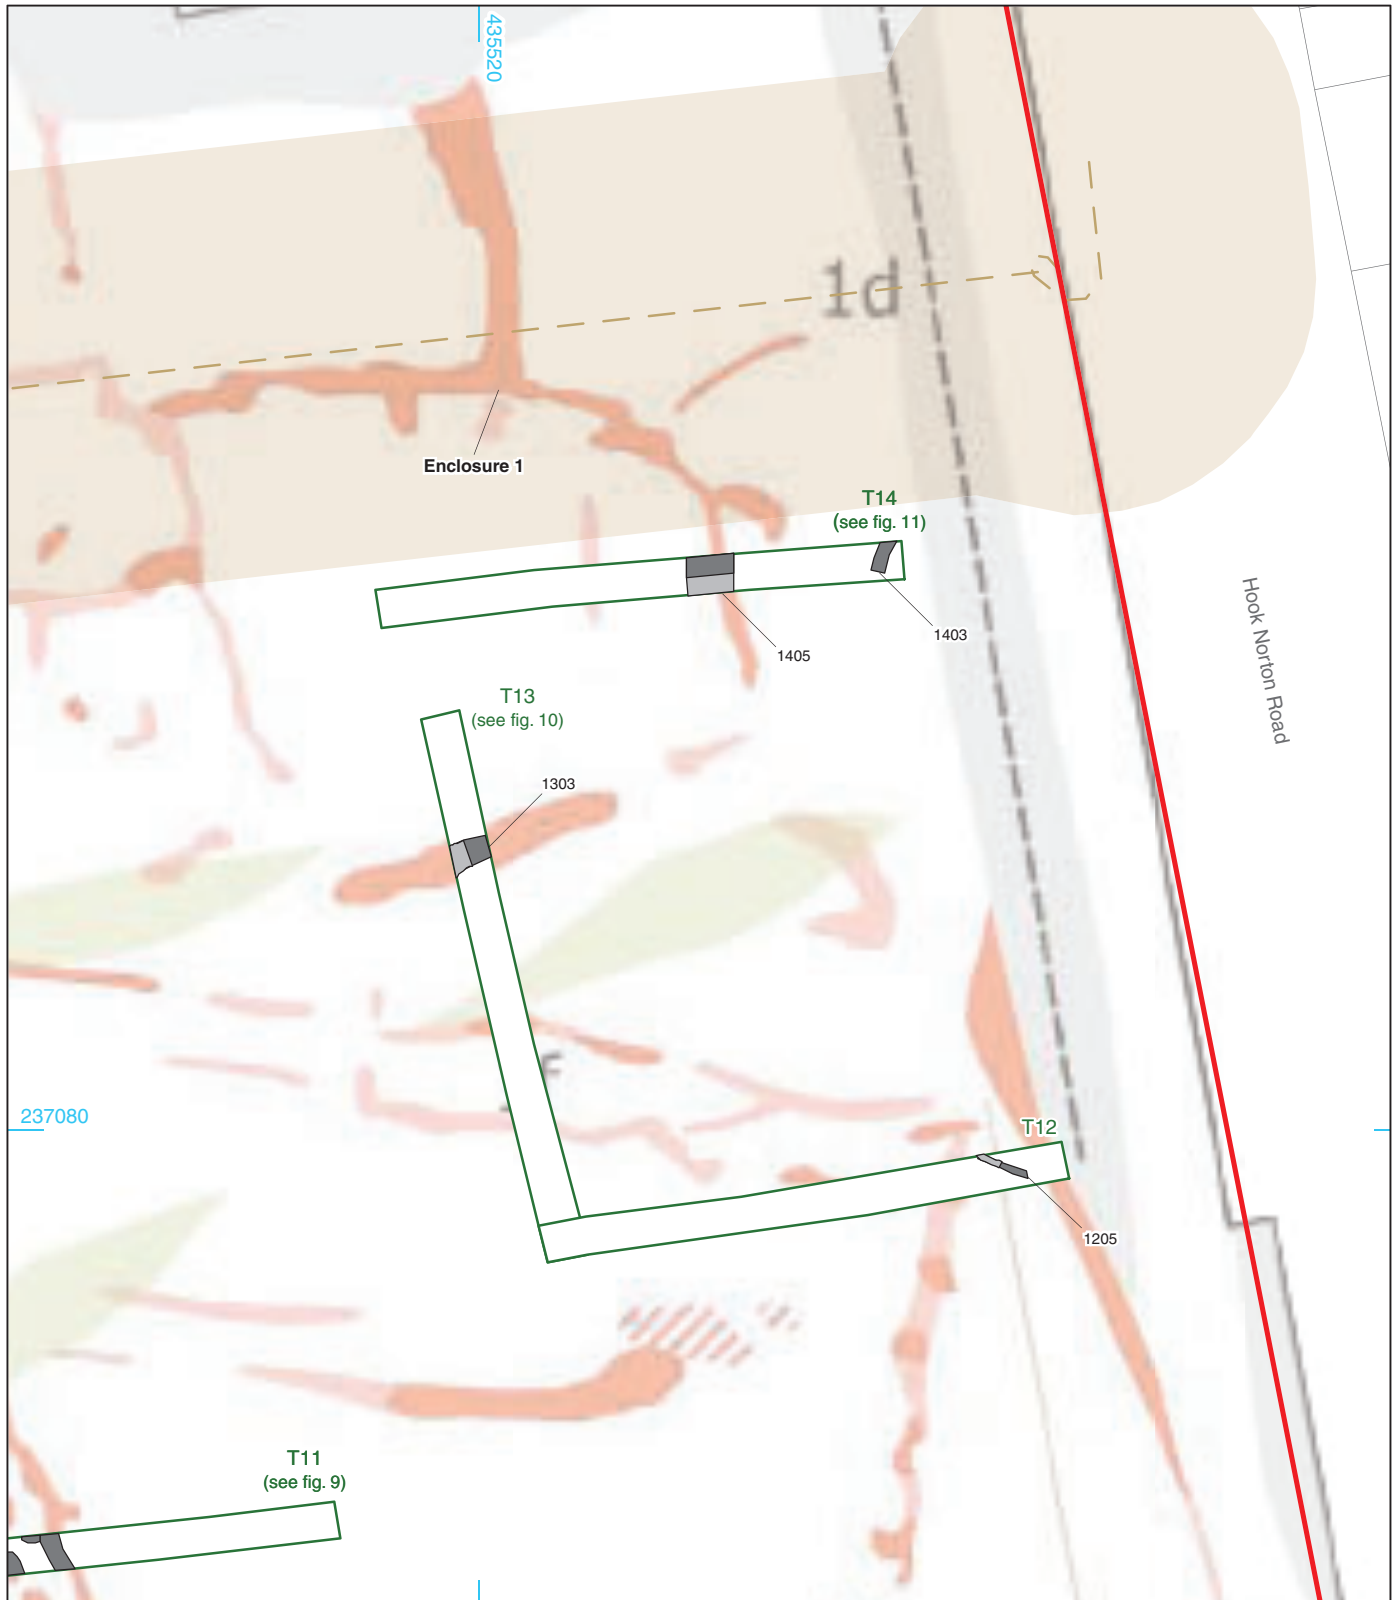 435520
1d
Enclosure 1
T14
(see fig. 11)
1403
1405
Hook Norton Road
T13
(see fig. 10)
1303
237080
T12
1205
T11
(see fig. 9)